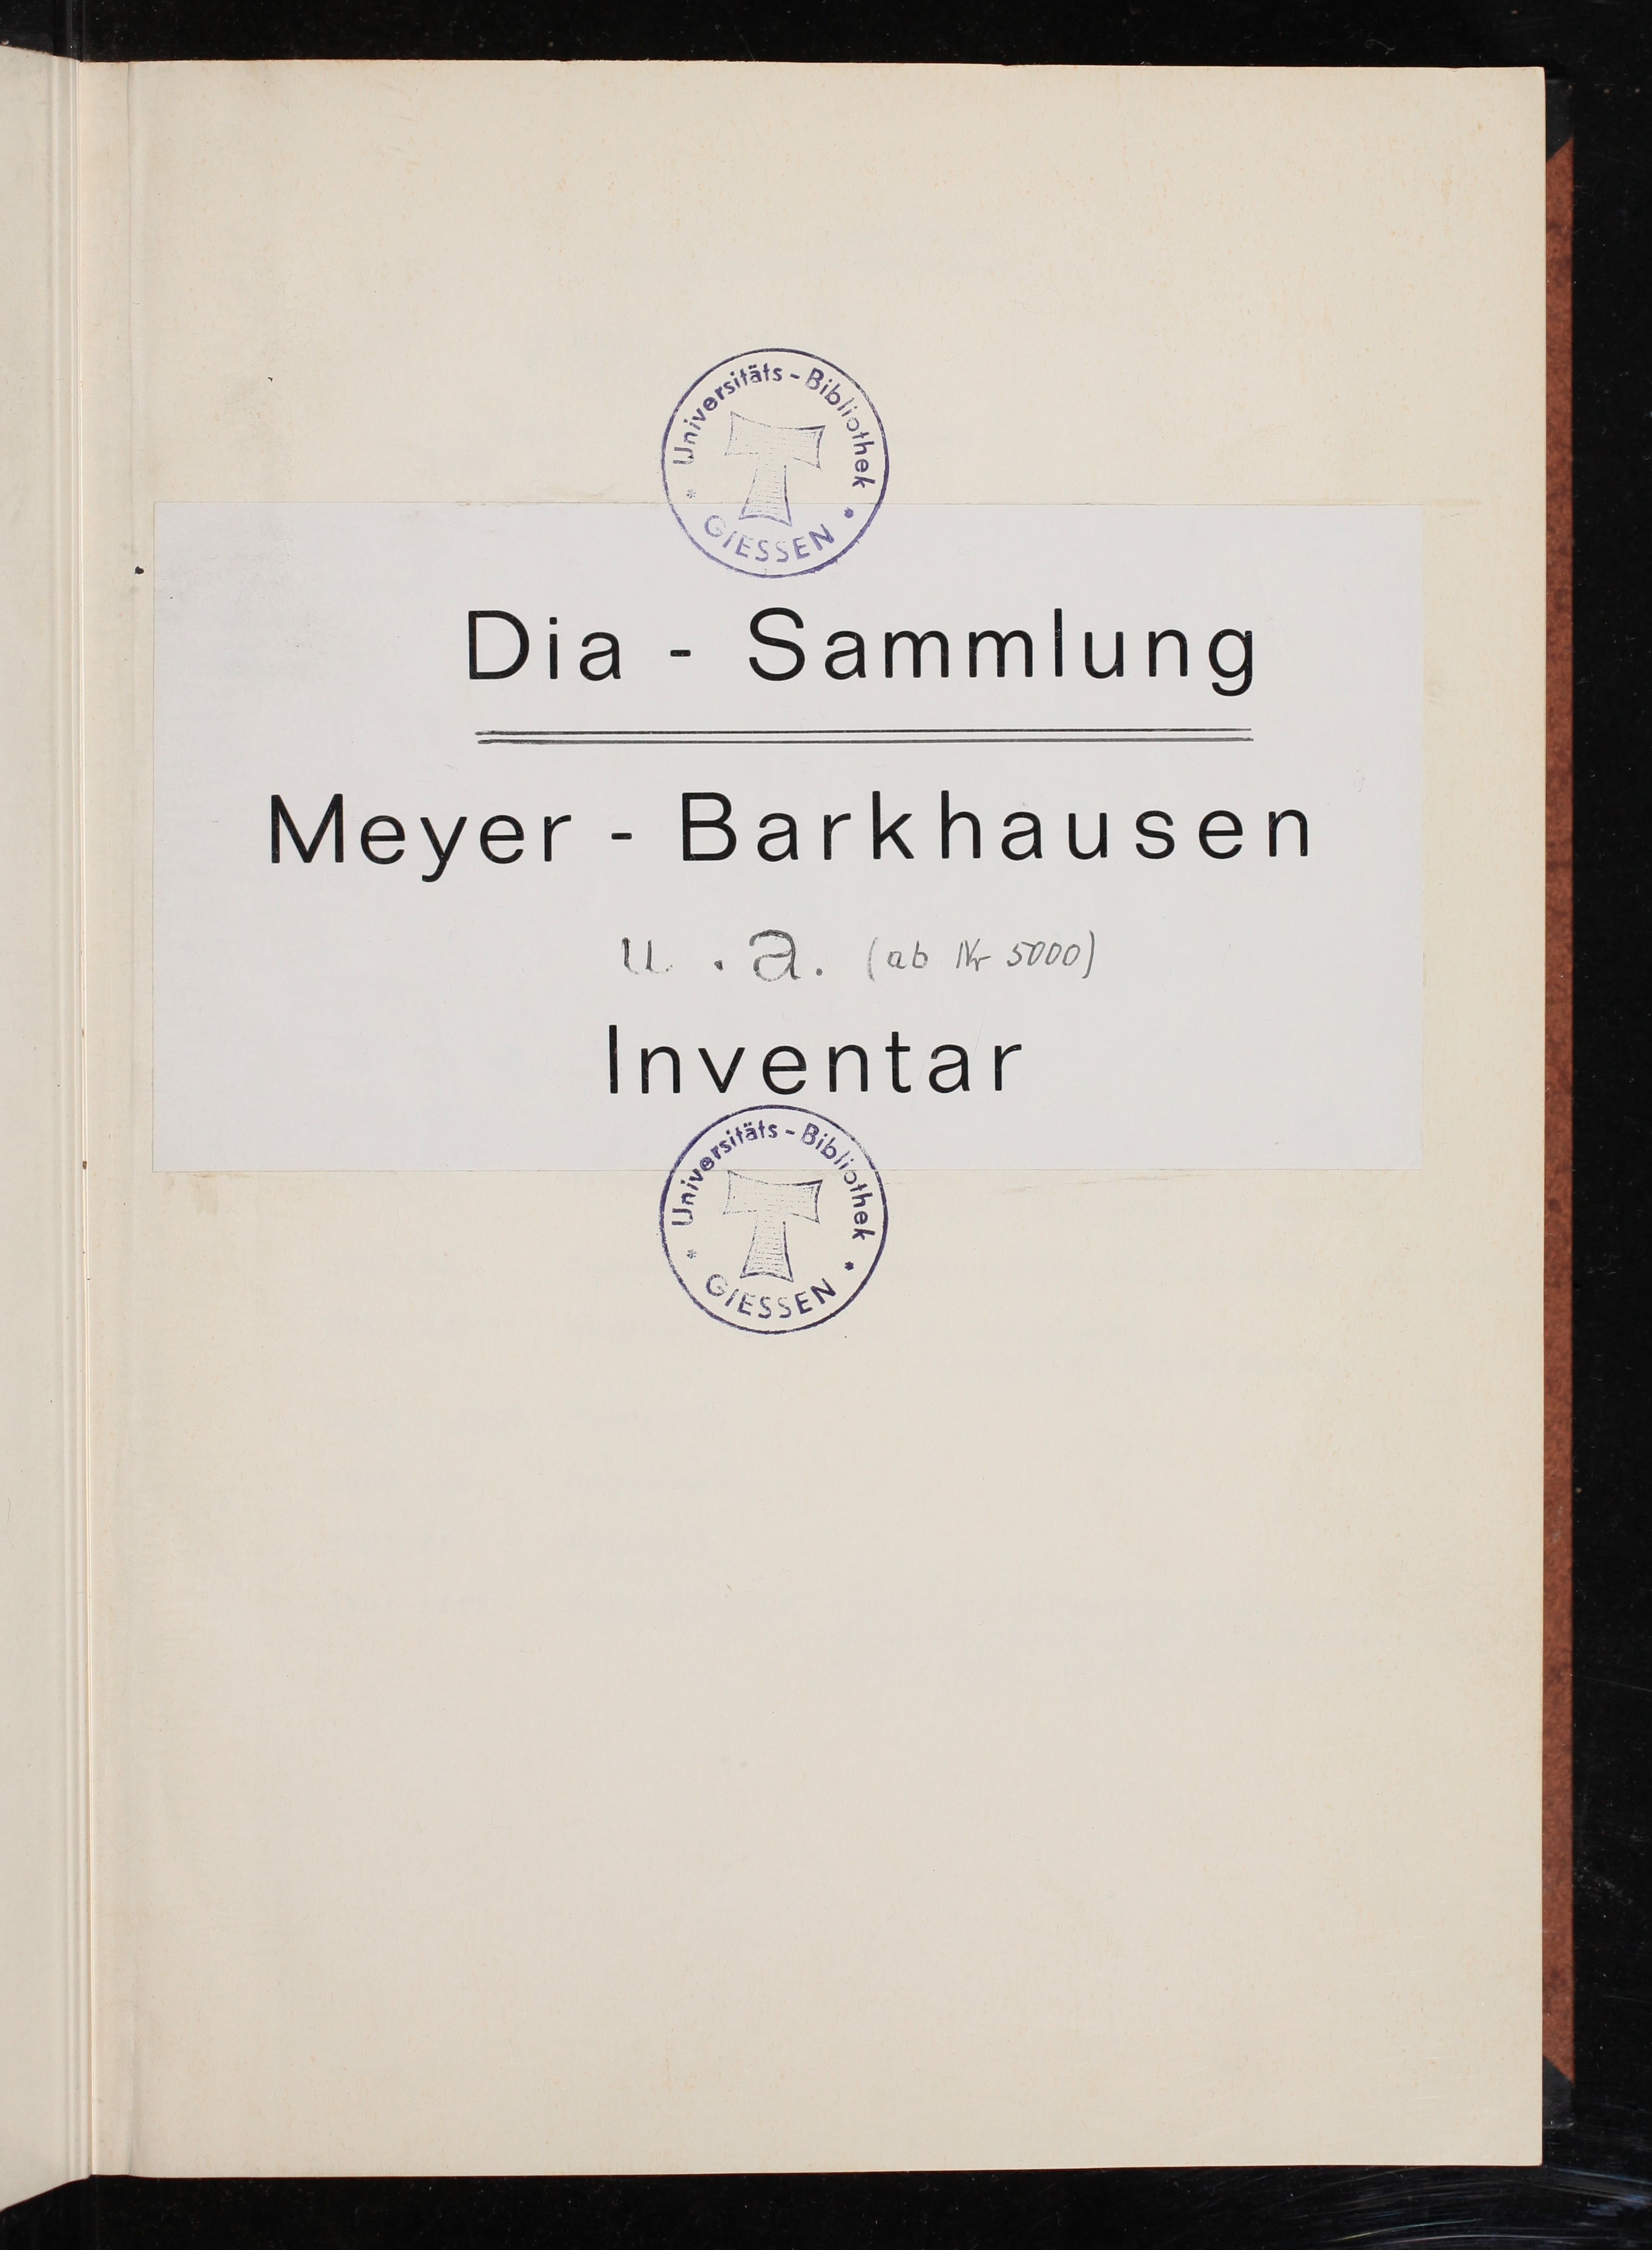 Universitäts - Bibliothek
* GIESSEN *
Dia - Sammlung
Meyer - Barkhausen
u . a. (ab Nr 5000)
Inventar
Universitäts - Bibliothek
* GIESSEN *